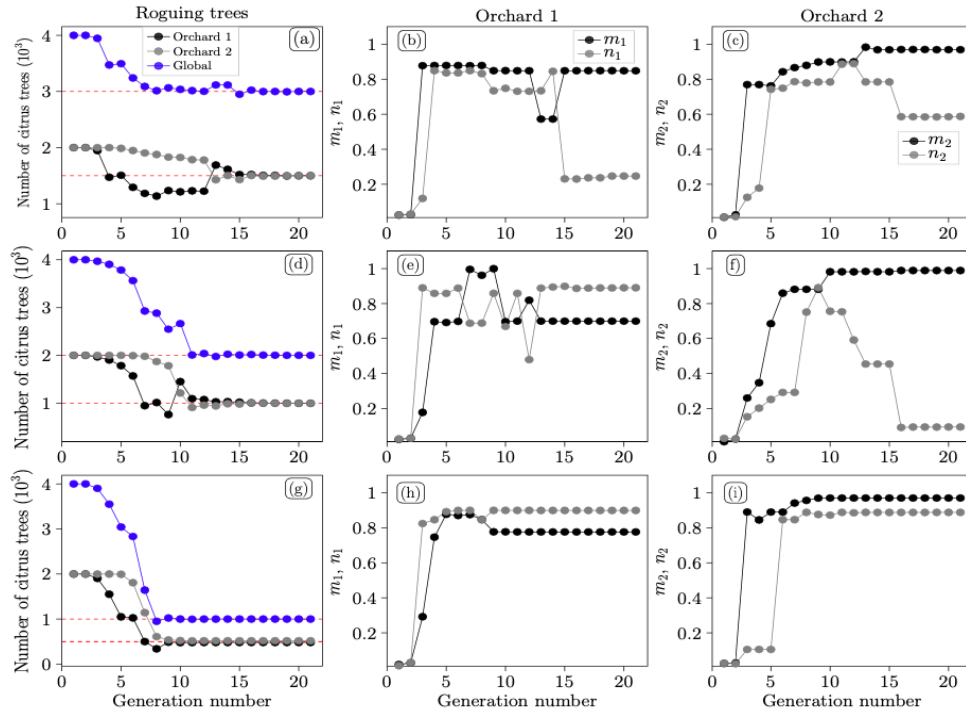 Roguing trees
Orchard 1
Orchard 2
Number of citrus trees (10³)
4
3
2
1
0 5 10 15 20
Orchard 1
Orchard 2
Global
(a)
m₁, n₁
1
0.8
0.6
0.4
0.2
0 5 10 15 20
(b)
m₁
n₁
m₂, n₂
1
0.8
0.6
0.4
0.2
0 5 10 15 20
(c)
m₂
n₂
Number of citrus trees (10³)
4
3
2
1
0 5 10 15 20
(d)
m₁, n₁
1
0.8
0.6
0.4
0.2
0 5 10 15 20
(e)
m₂, n₂
1
0.8
0.6
0.4
0.2
0 5 10 15 20
(f)
Number of citrus trees (10³)
4
3
2
1
0
0 5 10 15 20
Generation number
(g)
m₁, n₁
1
0.8
0.6
0.4
0.2
0 5 10 15 20
Generation number
(h)
m₂, n₂
1
0.8
0.6
0.4
0.2
0 5 10 15 20
Generation number
(i)